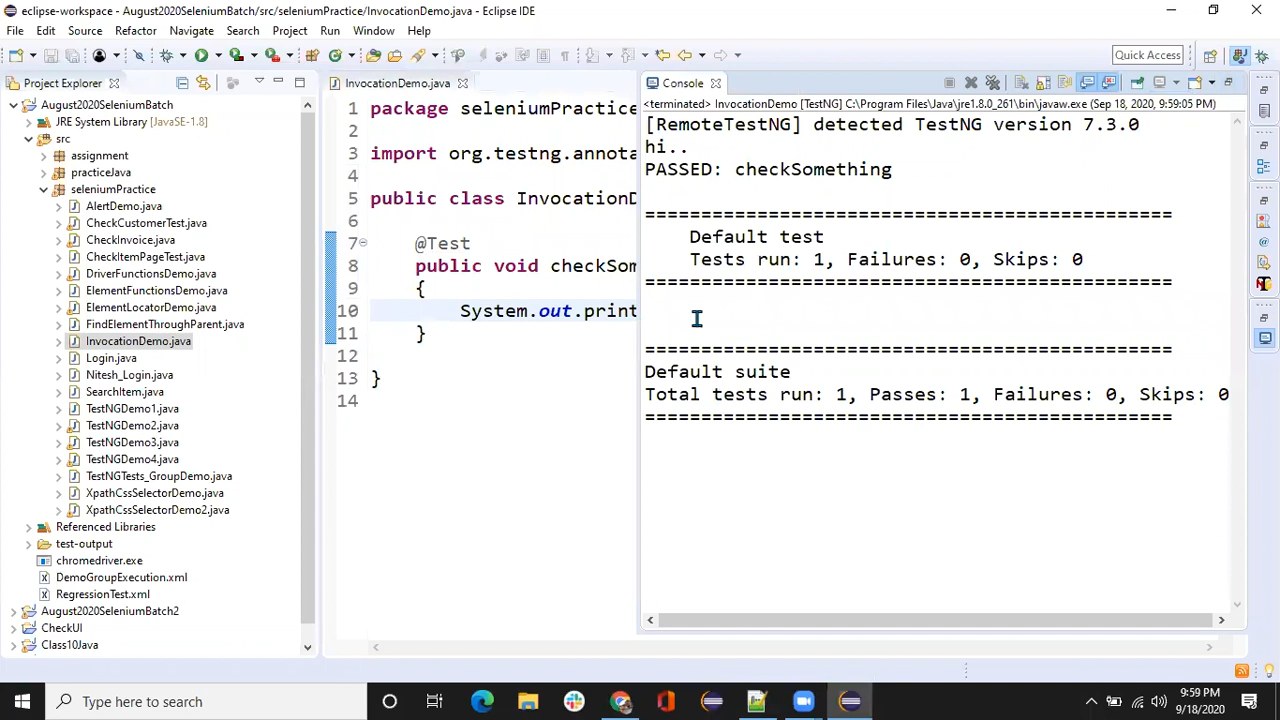 eclipse-workspace - August2020SeleniumBatch/src/seleniumPractice/InvocationDemo.java - Eclipse IDE
File Edit Source Refactor Navigate Search Project Run Window Help
Quick Access
Project Explorer
August2020SeleniumBatch
JRE System Library [JavaSE-1.8]
src
assignment
practiceJava
seleniumPractice
AlertDemo.java
CheckCustomerTest.java
CheckInvoice.java
CheckItemPageTest.java
DriverFunctionsDemo.java
ElementFunctionsDemo.java
ElementLocatorDemo.java
FindElementThroughParent.java
InvocationDemo.java
Login.java
Nitesh_Login.java
SearchItem.java
TestNGDemo1.java
TestNGDemo2.java
TestNGDemo3.java
TestNGDemo4.java
TestNGTests_GroupDemo.java
XpathCssSelectorDemo.java
XpathCssSelectorDemo2.java
Referenced Libraries
test-output
chromedriver.exe
DemoGroupExecution.xml
RegressionTest.xml
August2020SeleniumBatch2
CheckUI
Class10Java
InvocationDemo.java
1 package seleniumPractice
2
3 import org.testng.annota
4
5 public class InvocationD
6
7 @Test
8 public void checkSom
9 {
10 System.out.print
11 }
12
13 }
14
Console
<terminated> InvocationDemo [TestNG] C:\Program Files\Java\jre1.8.0_261\bin\javaw.exe (Sep 18, 2020, 9:59:05 PM)
[RemoteTestNG] detected TestNG version 7.3.0
hi..
PASSED: checkSomething
===============================================
Default test
Tests run: 1, Failures: 0, Skips: 0
===============================================
===============================================
Default suite
Total tests run: 1, Passes: 1, Failures: 0, Skips: 0
===============================================
Type here to search
9:59 PM
9/18/2020